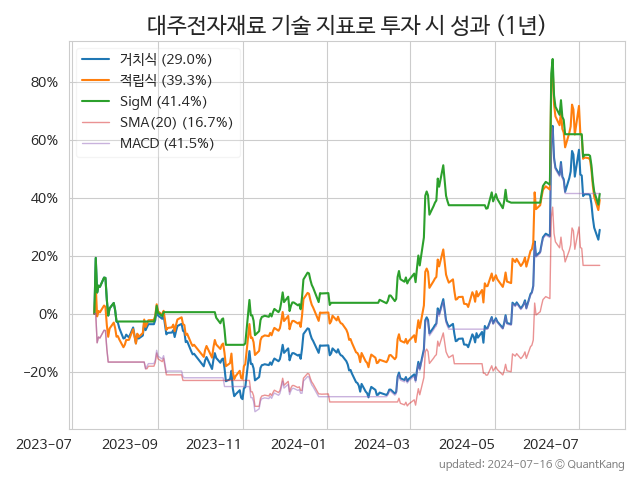 대주전자재료 기술 지표로 투자 시 성과 (1년)
거치식 (29.0%)
적립식 (39.3%)
SigM (41.4%)
SMA(20) (16.7%)
MACD (41.5%)
80%
60%
40%
20%
0%
−20%
2023-07 2023-09 2023-11 2024-01 2024-03 2024-05 2024-07
updated: 2024-07-16 © QuantKang